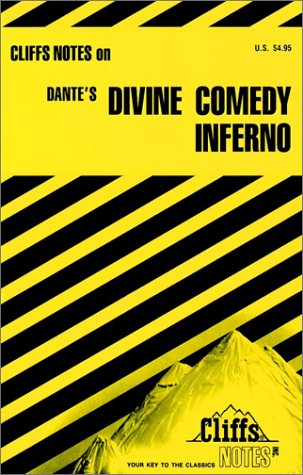 CLIFFS NOTES on
U.S. $4.95
DANTE'S DIVINE COMEDY
INFERNO
Cliffs
NOTES
YOUR KEY TO THE CLASSICS